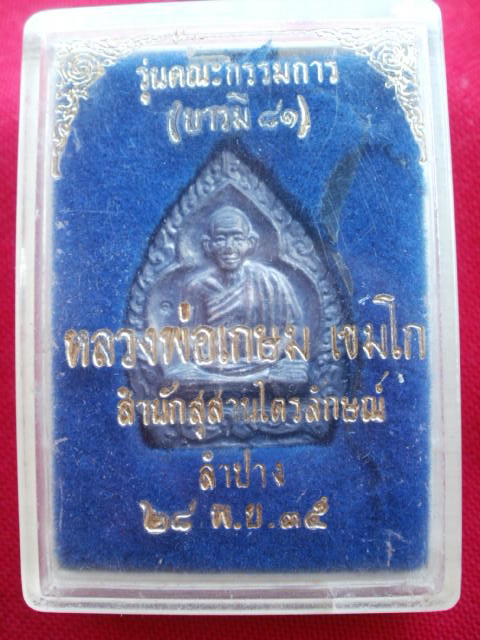 รุ่นคณะกรรมการ
(บารมี ๘๑)
หลวงพ่อเกษม เขมโก
สำนักสุสานไตรลักษณ์
ลำปาง
๒๘ พ.ย. ๓๕